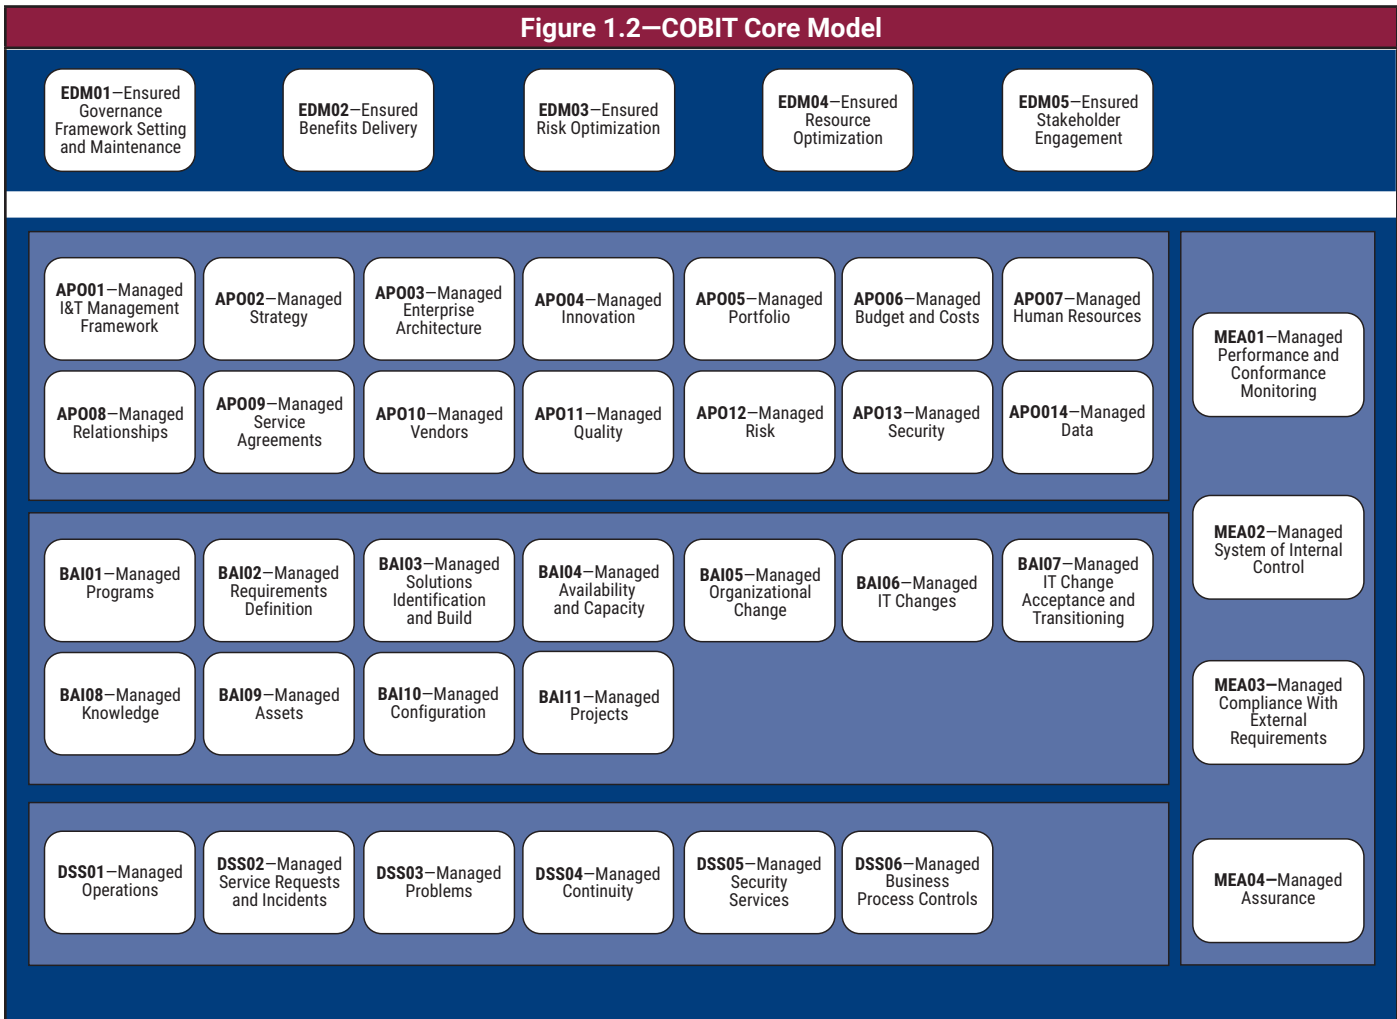 Figure 1.2—COBIT Core Model
EDM01—Ensured
Governance
Framework Setting
and Maintenance
EDM02—Ensured
Benefits Delivery
EDM03—Ensured
Risk Optimization
EDM04—Ensured
Resource
Optimization
EDM05—Ensured
Stakeholder
Engagement
APO01—Managed
I&T Management
Framework
APO02—Managed
Strategy
APO03—Managed
Enterprise
Architecture
APO04—Managed
Innovation
APO05—Managed
Portfolio
APO06—Managed
Budget and Costs
APO07—Managed
Human Resources
APO08—Managed
Relationships
APO09—Managed
Service
Agreements
APO10—Managed
Vendors
APO11—Managed
Quality
APO12—Managed
Risk
APO13—Managed
Security
APO014—Managed
Data
BAI01—Managed
Programs
BAI02—Managed
Requirements
Definition
BAI03—Managed
Solutions
Identification
and Build
BAI04—Managed
Availability
and Capacity
BAI05—Managed
Organizational
Change
BAI06—Managed
IT Changes
BAI07—Managed
IT Change
Acceptance and
Transitioning
BAI08—Managed
Knowledge
BAI09—Managed
Assets
BAI10—Managed
Configuration
BAI11—Managed
Projects
DSS01—Managed
Operations
DSS02—Managed
Service Requests
and Incidents
DSS03—Managed
Problems
DSS04—Managed
Continuity
DSS05—Managed
Security
Services
DSS06—Managed
Business
Process Controls
MEA01—Managed
Performance and
Conformance
Monitoring
MEA02—Managed
System of Internal
Control
MEA03—Managed
Compliance With
External
Requirements
MEA04—Managed
Assurance